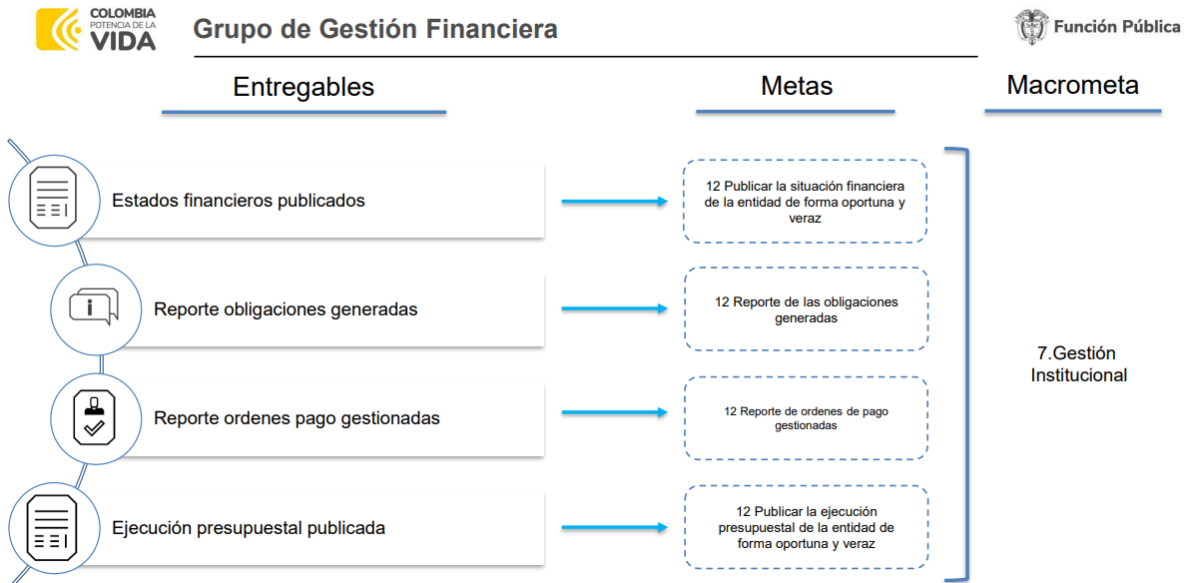 COLOMBIA
POTENCIA DE LA
VIDA
Grupo de Gestión Financiera
Función Pública
Entregables
Metas
Macrometa
Estados financieros publicados
12 Publicar la situación financiera
de la entidad de forma oportuna y
veraz
Reporte obligaciones generadas
12 Reporte de las obligaciones
generadas
Reporte ordenes pago gestionadas
12 Reporte de ordenes de pago
gestionadas
Ejecución presupuestal publicada
12 Publicar la ejecución
presupuestal de la entidad de
forma oportuna y veraz
7.Gestión
Institucional